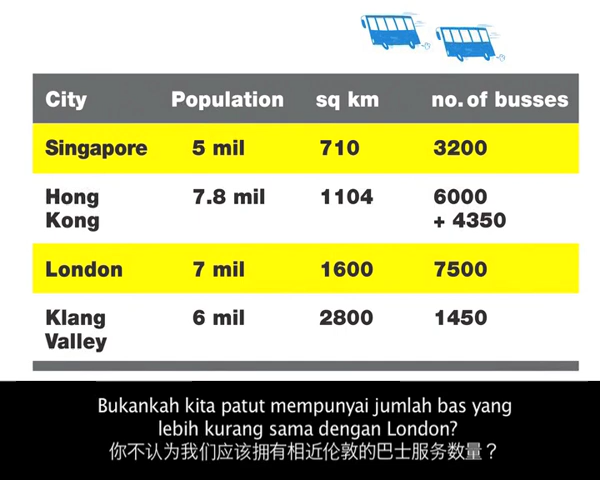 City Population sq km no. of busses
Singapore 5 mil 710 3200
Hong Kong 7.8 mil 1104 6000 + 4350
London 7 mil 1600 7500
Klang Valley 6 mil 2800 1450
Bukankah kita patut mempunyai jumlah bas yang
lebih kurang sama dengan London?
你不认为我们应该拥有相近伦敦的巴士服务数量？